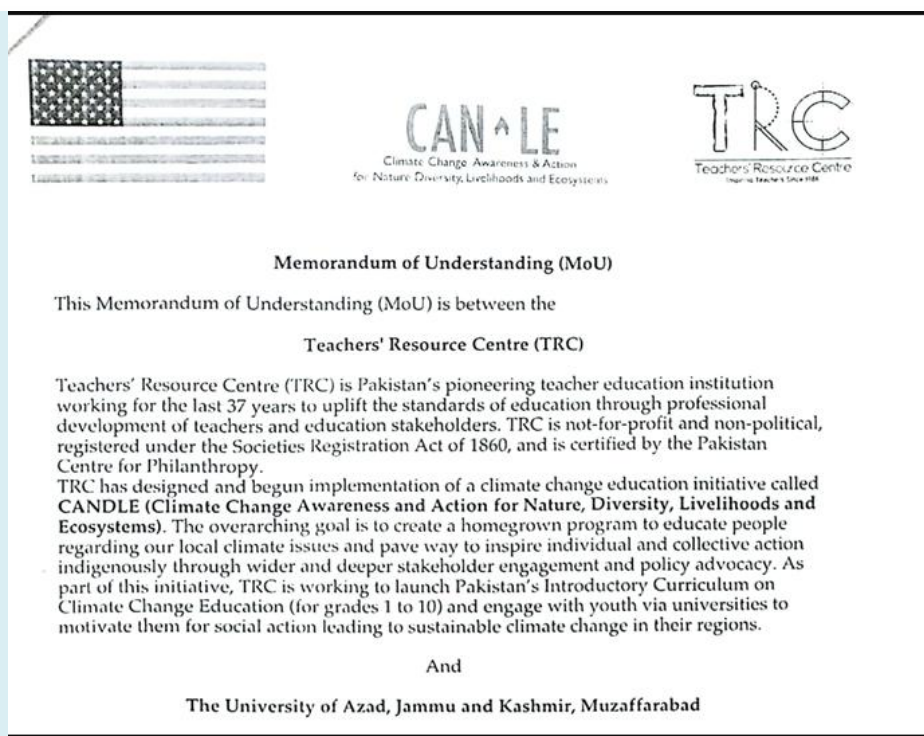 CAN LE
Climate Change Awareness & Action
for Nature Diversity, Livelihoods and Ecosystems
TRC
Teachers' Resource Centre
Memorandum of Understanding (MoU)
This Memorandum of Understanding (MoU) is between the
Teachers' Resource Centre (TRC)
Teachers' Resource Centre (TRC) is Pakistan's pioneering teacher education institution
working for the last 37 years to uplift the standards of education through professional
development of teachers and education stakeholders. TRC is not-for-profit and non-political,
registered under the Societies Registration Act of 1860, and is certified by the Pakistan
Centre for Philanthropy.
TRC has designed and begun implementation of a climate change education initiative called
CANDLE (Climate Change Awareness and Action for Nature, Diversity, Livelihoods and
Ecosystems). The overarching goal is to create a homegrown program to educate people
regarding our local climate issues and pave way to inspire individual and collective action
indigenously through wider and deeper stakeholder engagement and policy advocacy. As
part of this initiative, TRC is working to launch Pakistan's Introductory Curriculum on
Climate Change Education (for grades 1 to 10) and engage with youth via universities to
motivate them for social action leading to sustainable climate change in their regions.
And
The University of Azad, Jammu and Kashmir, Muzaffarabad